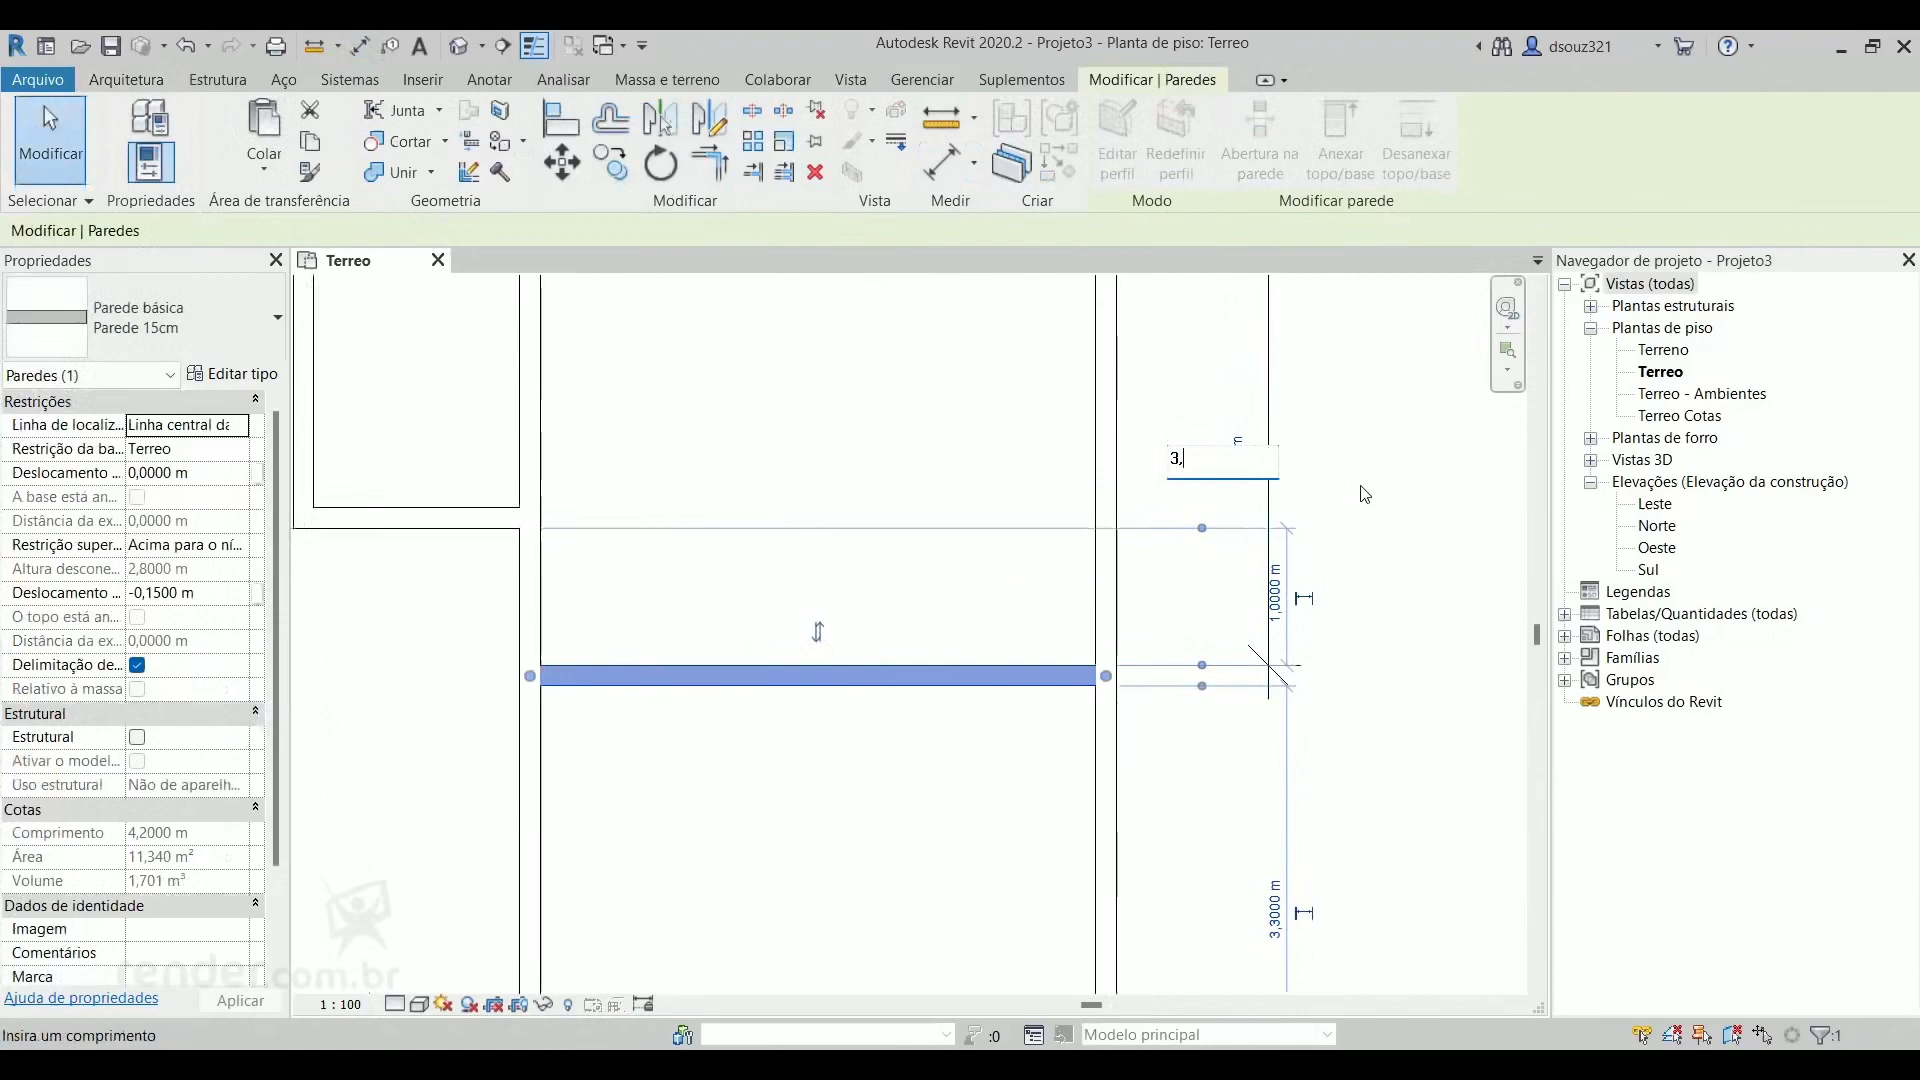 Autodesk Revit 2020.2 - Projeto3 - Planta de piso: Terreo
dsouz321
Arquivo Arquitetura Estrutura Aço Sistemas Inserir Anotar Analisar Massa e terreno Colaborar Vista Gerenciar Suplementos Modificar | Paredes
Modificar
Colar
Junta
Cortar
Unir
Editar perfil
Redefinir perfil
Abertura na parede
Anexar topo/base
Desanexar topo/base
Selecionar Propriedades Área de transferência Geometria Modificar Vista Medir Criar Modo Modificar parede
Modificar | Paredes
Propriedades
Parede básica
Parede 15cm
Paredes (1) Editar tipo
Restrições
Linha de localiz... Linha central da
Restrição da ba... Terreo
Deslocamento ... 0,0000 m
A base está an...
Distância da ex... 0,0000 m
Restrição super... Acima para o ní...
Altura descone... 2,8000 m
Deslocamento ... -0,1500 m
O topo está an...
Distância da ex... 0,0000 m
Delimitação de...
Relativo à massa
Estrutural
Estrutural
Ativar o model...
Uso estrutural Não de aparelh...
Cotas
Comprimento 4,2000 m
Área 11,340 m²
Volume 1,701 m³
Dados de identidade
Imagem
Comentários
Marca
Ajuda de propriedades Aplicar
render.com.br
Terreo
m
3,
1,0000 m
3,3000 m
1 : 100
Navegador de projeto - Projeto3
Vistas (todas)
Plantas estruturais
Plantas de piso
Terreno
Terreo
Terreo - Ambientes
Terreo Cotas
Plantas de forro
Vistas 3D
Elevações (Elevação da construção)
Leste
Norte
Oeste
Sul
Legendas
Tabelas/Quantidades (todas)
Folhas (todas)
Famílias
Grupos
Vínculos do Revit
Insira um comprimento
:0
Modelo principal
:1